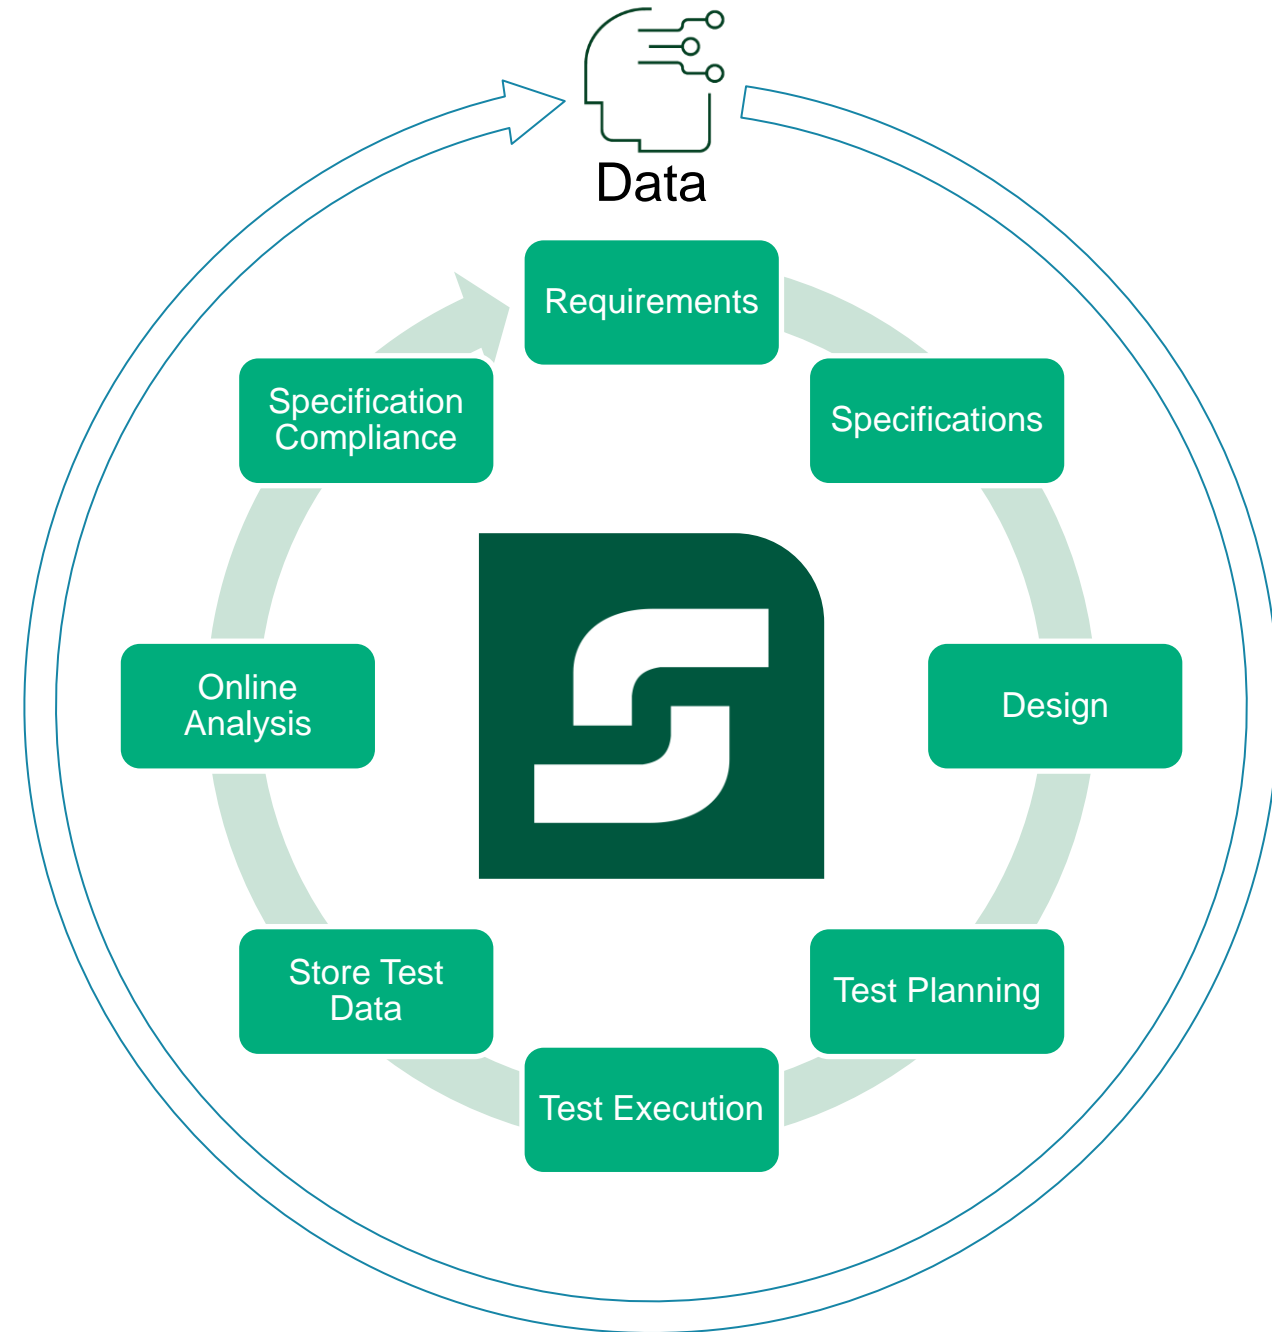 Data
Requirements
Specifications
Design
Test Planning
Test Execution
Store Test
Data
Online
Analysis
Specification
Compliance